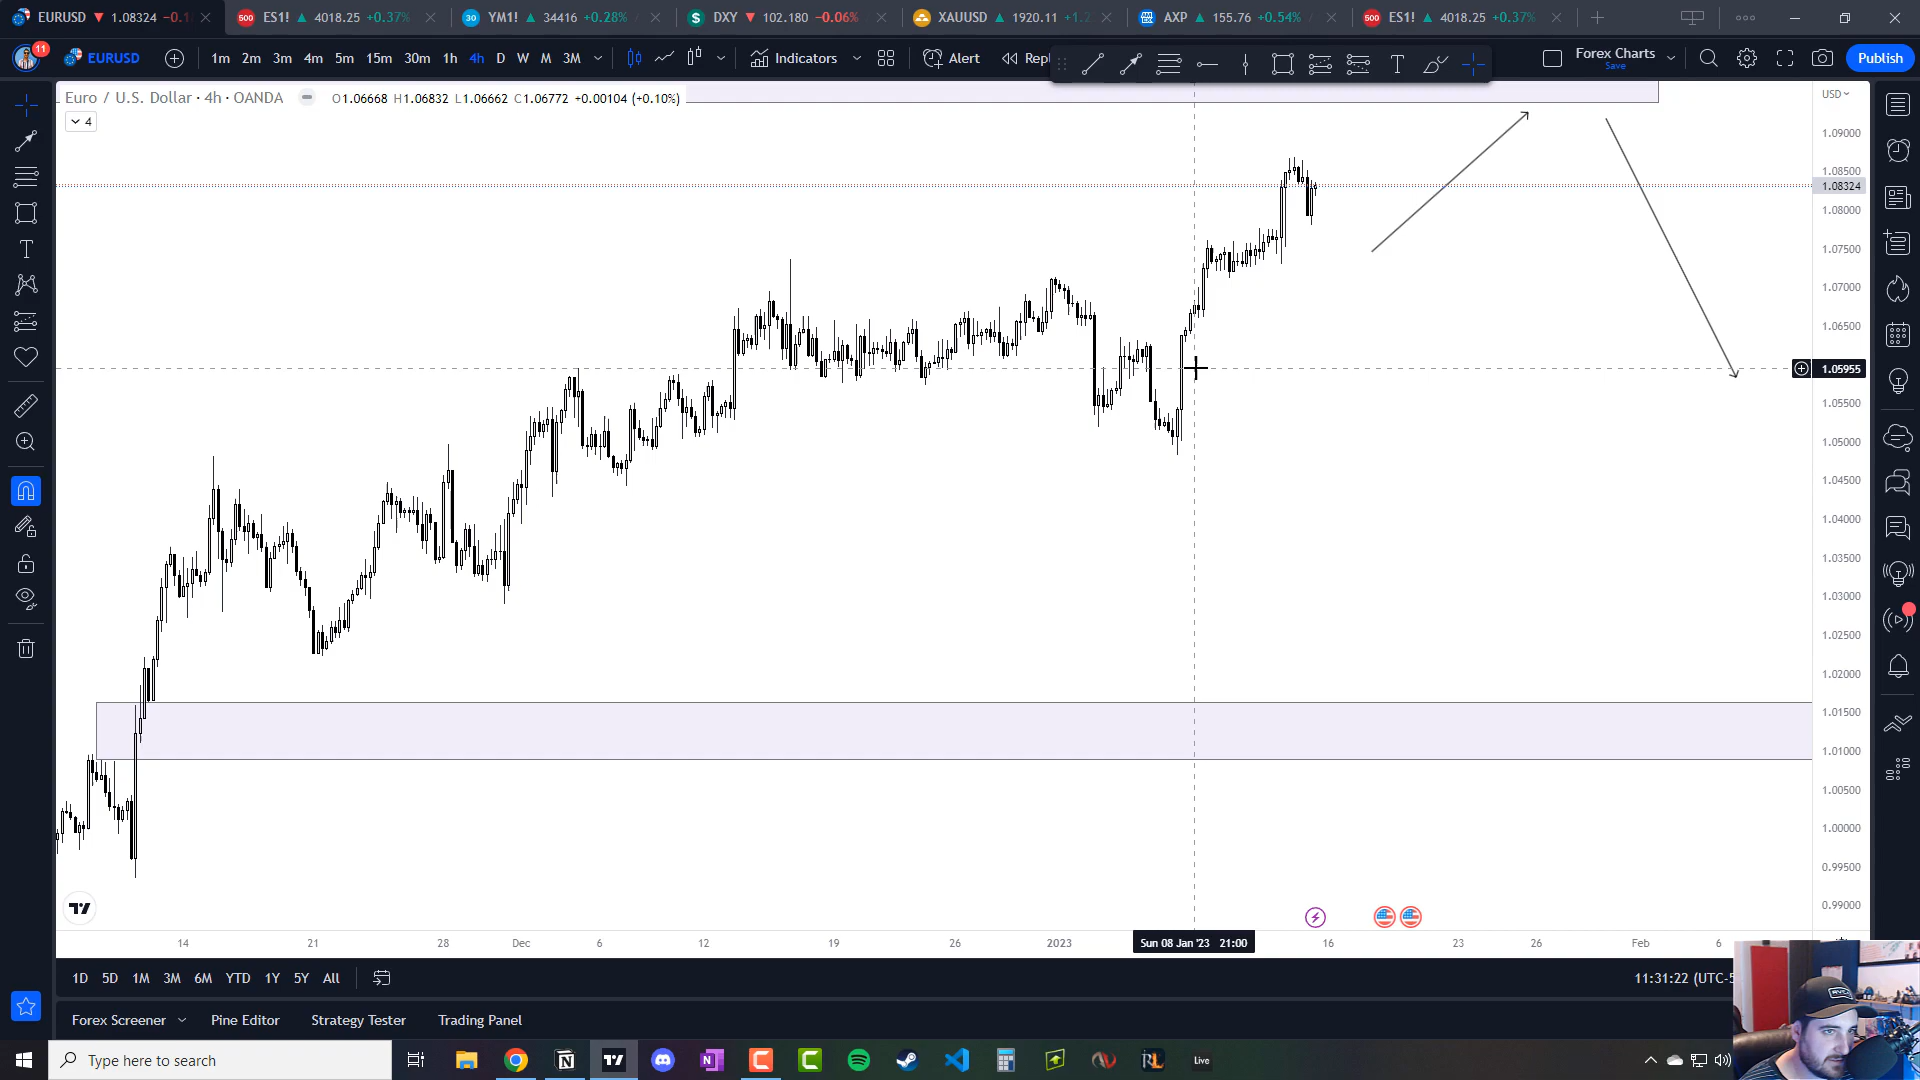 EURUSD 1.08324 −0.1
ES1! 4018.25 +0.37%
YM1! 34416 +0.28%
DXY 102.180 −0.06%
XAUUSD 1920.11 +1.2
AXP 155.76 +0.54%
ES1! 4018.25 +0.37%
11
EURUSD
1m 2m 3m 4m 5m 15m 30m 1h 4h D W M 3M
Indicators
Alert
Repl
Forex Charts
Save
Publish
Euro / U.S. Dollar · 4h · OANDA
O1.06668 H1.06832 L1.06662 C1.06772 +0.00104 (+0.10%)
4
USD
1.09000
1.08500
1.08324
1.08000
1.07500
1.07000
1.06500
1.05955
1.05500
1.05000
1.04500
1.04000
1.03500
1.03000
1.02500
1.02000
1.01500
1.01000
1.00500
1.00000
0.99500
0.99000
14 21 28 Dec 6 12 19 26 2023 Sun 08 Jan '23 21:00 16 23 26 Feb 6
1D 5D 1M 3M 6M YTD 1Y 5Y All
11:31:22 (UTC-5
Forex Screener
Pine Editor
Strategy Tester
Trading Panel
Type here to search
Live